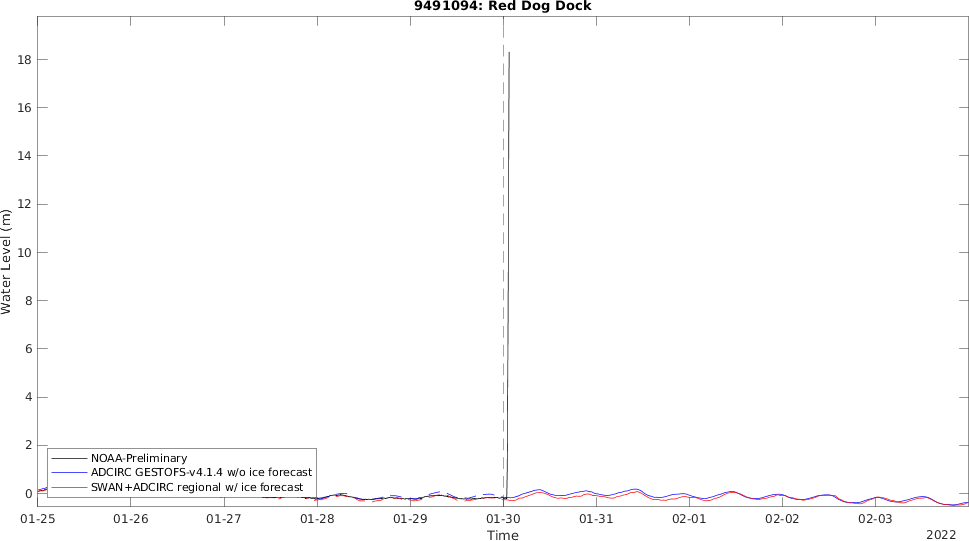 9491094: Red Dog Dock
Water Level (m)
18
16
14
12
10
8
6
4
2
0
NOAA-Preliminary
ADCIRC GESTOFS-v4.1.4 w/o ice forecast
SWAN+ADCIRC regional w/ ice forecast
01-25 01-26 01-27 01-28 01-29 01-30 01-31 02-01 02-02 02-03
Time
2022